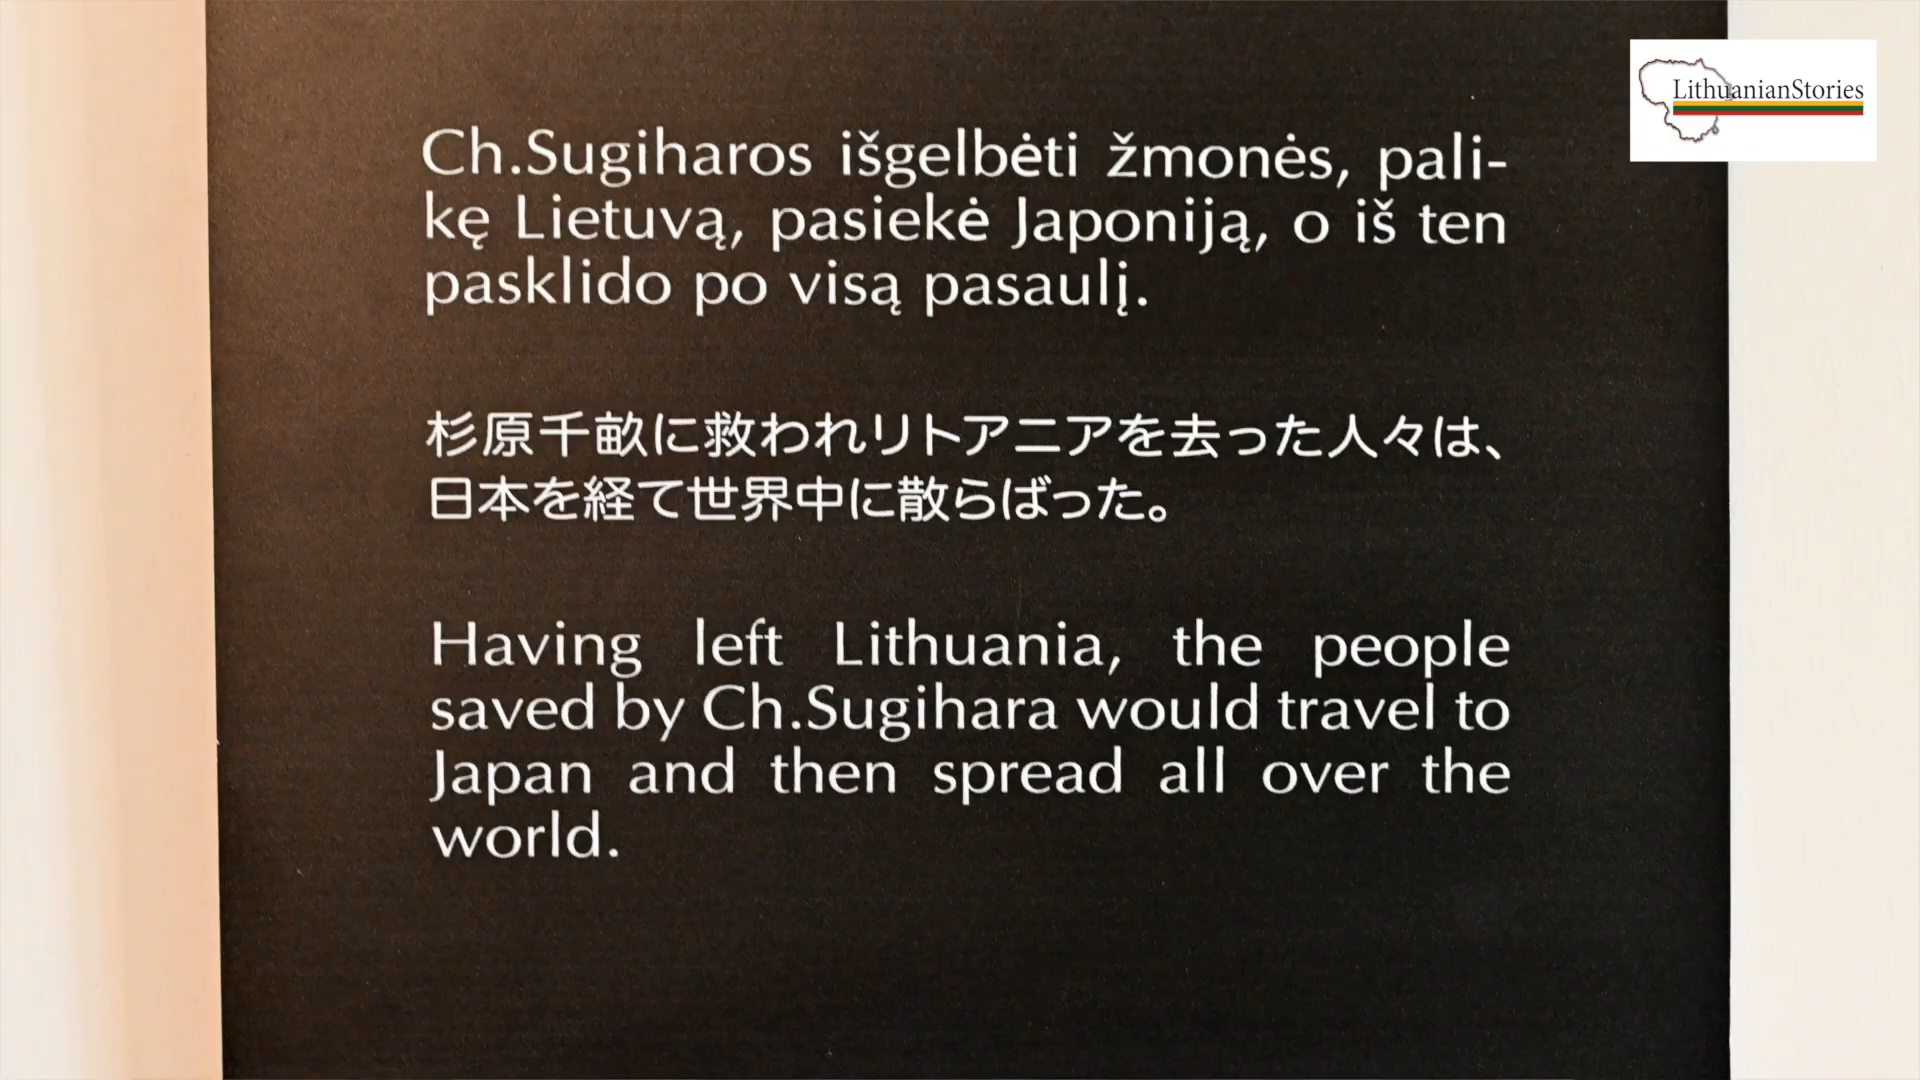 LithuanianStories
Ch.Sugiharos išgelbėti žmonės, pali-
kę Lietuvą, pasiekė Japoniją, o iš ten
pasklido po visą pasaulį.
杉原千畝に救われリトアニアを去った人々は、
日本を経て世界中に散らばった。
Having left Lithuania, the people
saved by Ch.Sugihara would travel to
Japan and then spread all over the
world.